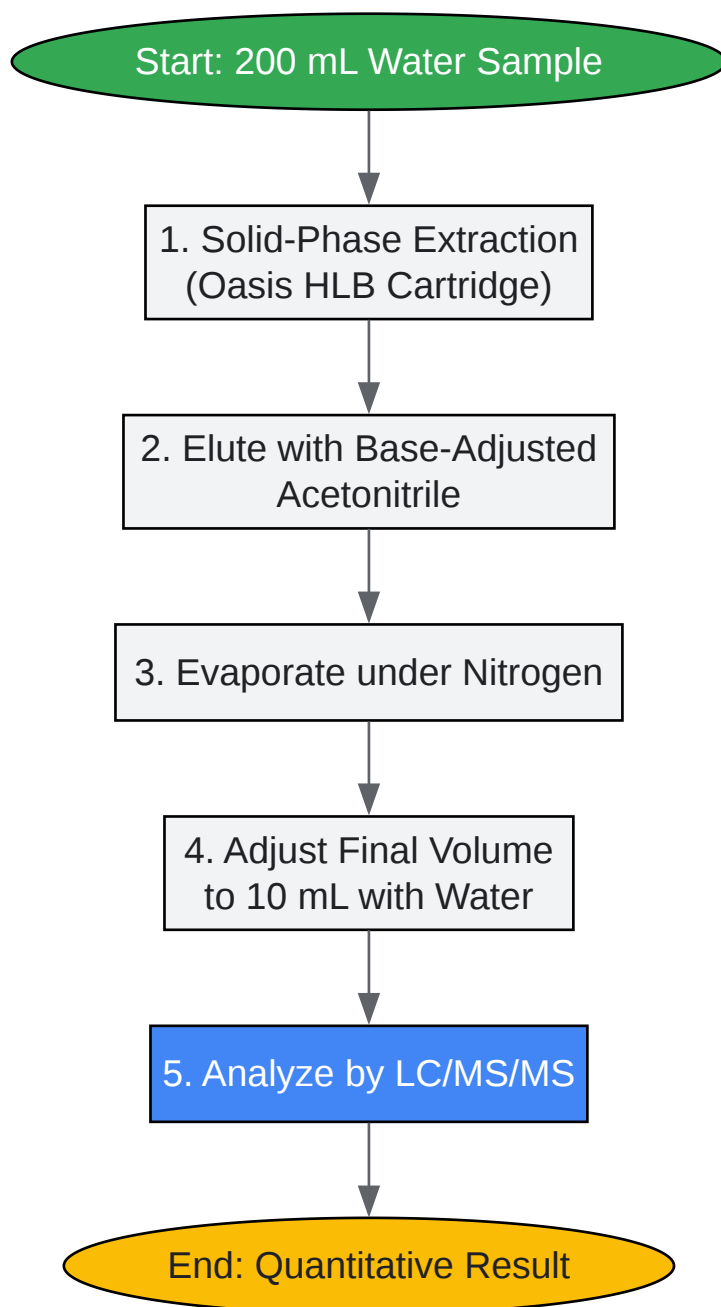 Start: 200 mL Water Sample
1. Solid-Phase Extraction
(Oasis HLB Cartridge)
2. Elute with Base-Adjusted
Acetonitrile
3. Evaporate under Nitrogen
4. Adjust Final Volume
to 10 mL with Water
5. Analyze by LC/MS/MS
End: Quantitative Result